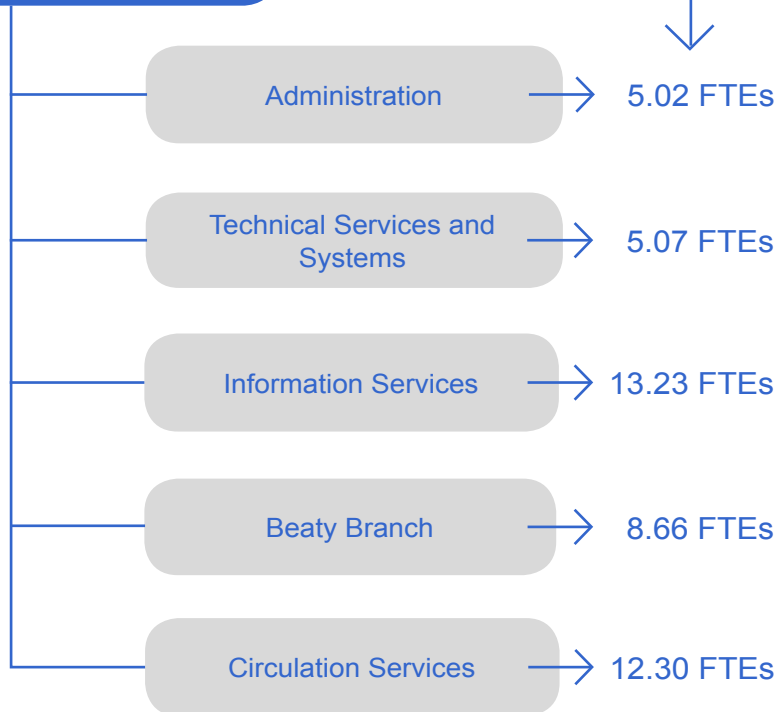 Administration
5.02 FTEs
Technical Services and
Systems
5.07 FTEs
Information Services
13.23 FTEs
Beaty Branch
8.66 FTEs
Circulation Services
12.30 FTEs